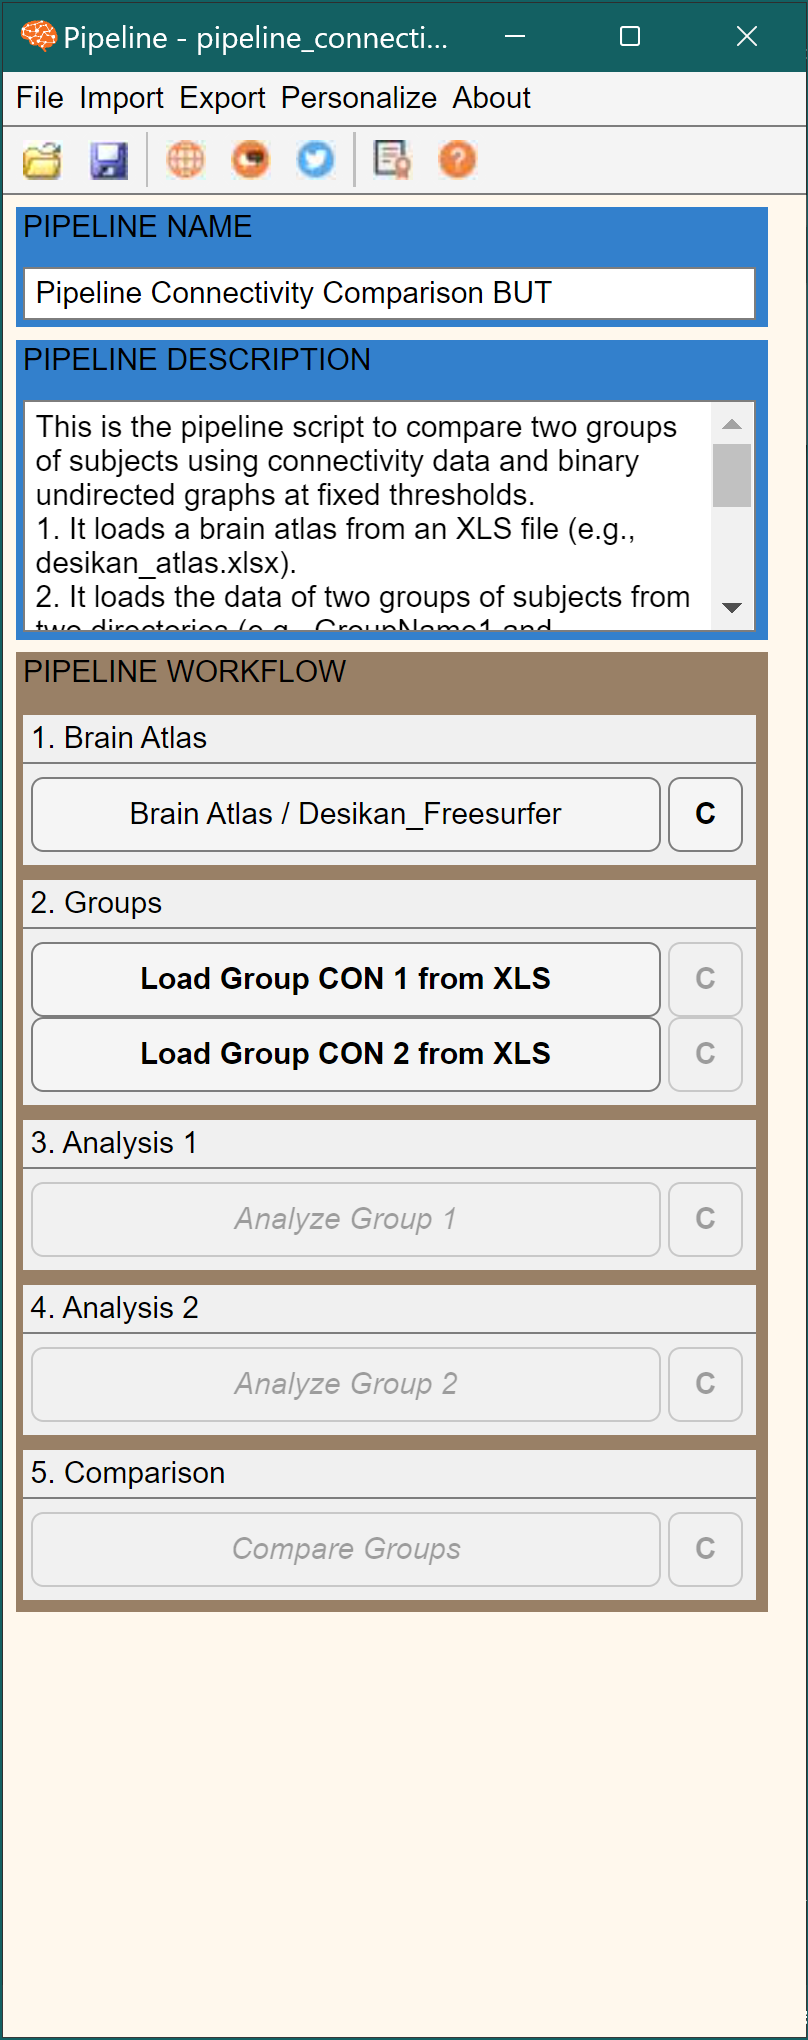 Pipeline - pipeline_connecti...
File Import Export Personalize About
PIPELINE NAME
Pipeline Connectivity Comparison BUT
PIPELINE DESCRIPTION
This is the pipeline script to compare two groups
of subjects using connectivity data and binary
undirected graphs at fixed thresholds.
1. It loads a brain atlas from an XLS file (e.g.,
desikan_atlas.xlsx).
2. It loads the data of two groups of subjects from
two directories (e.g., GroupName1 and
PIPELINE WORKFLOW
1. Brain Atlas
Brain Atlas / Desikan_Freesurfer C
2. Groups
Load Group CON 1 from XLS C
Load Group CON 2 from XLS C
3. Analysis 1
Analyze Group 1 C
4. Analysis 2
Analyze Group 2 C
5. Comparison
Compare Groups C